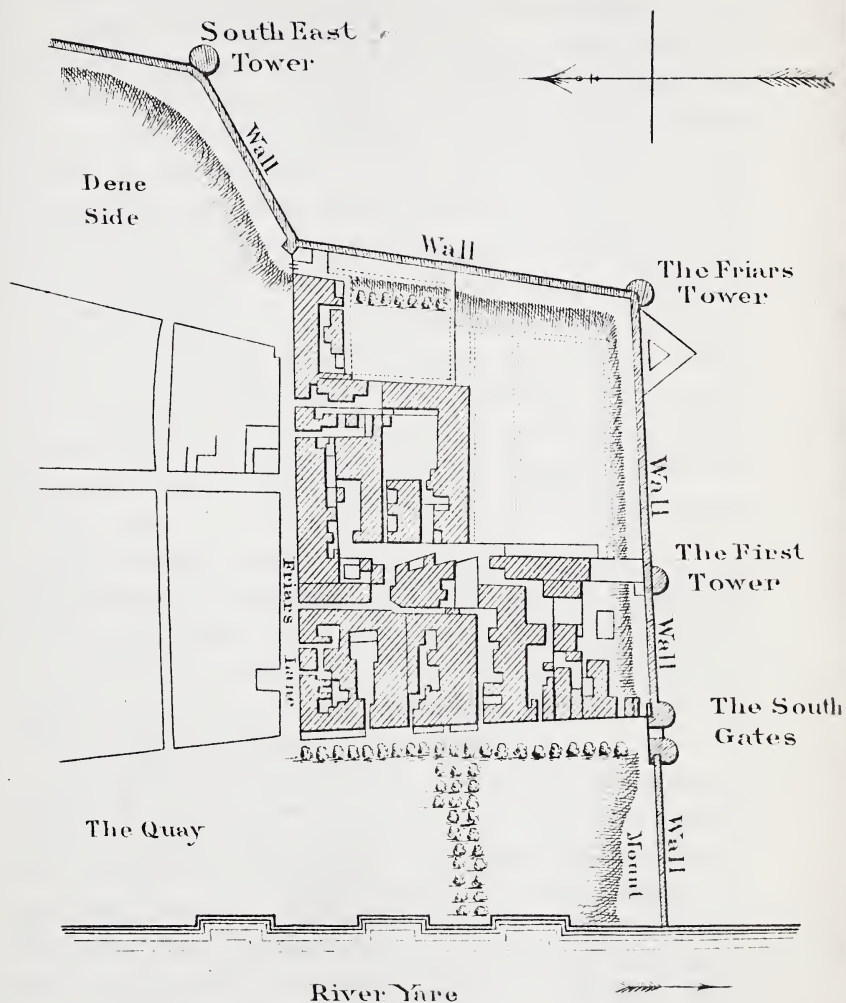 South East
Tower
Wall
Dene
Side
Wall
The Friars
Tower
Wall
The First
Tower
Friars
Lane
Wall
The South
Gates
The Quay
Mount
Wall
River Yare